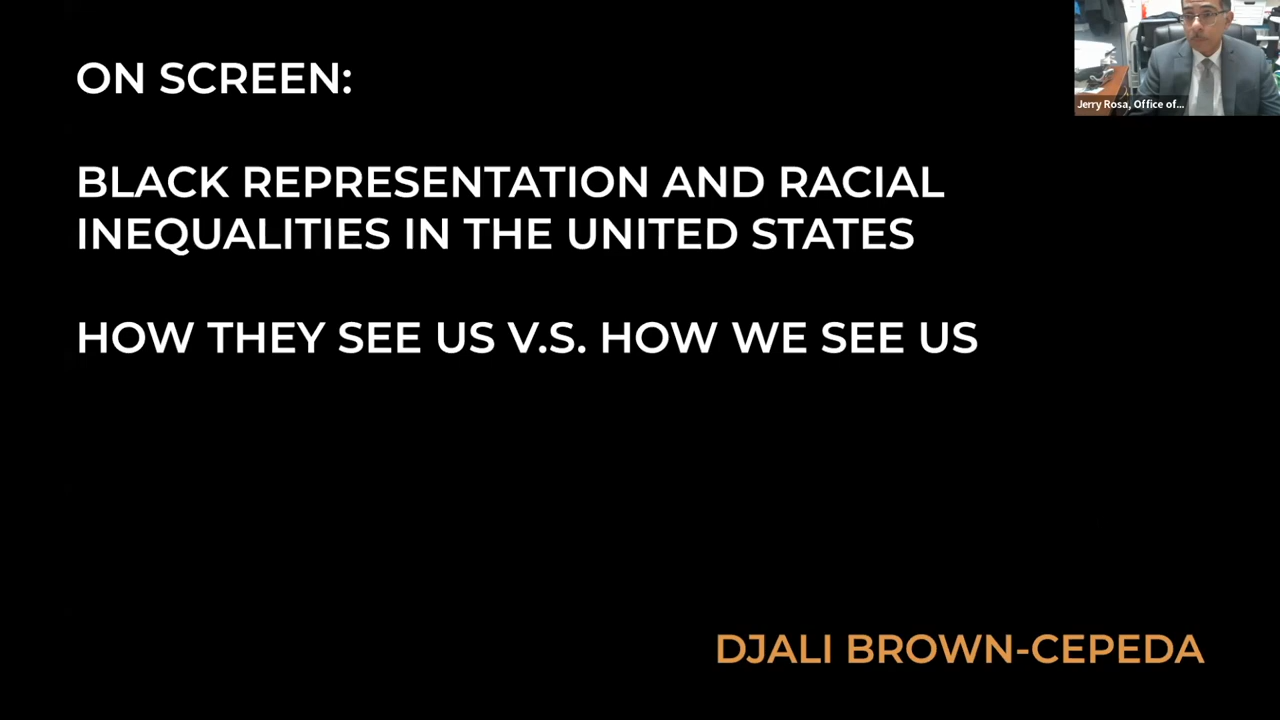 ON SCREEN:
BLACK REPRESENTATION AND RACIAL
INEQUALITIES IN THE UNITED STATES
HOW THEY SEE US V.S. HOW WE SEE US
DJALI BROWN-CEPEDA
Jerry Rosa, Office of...